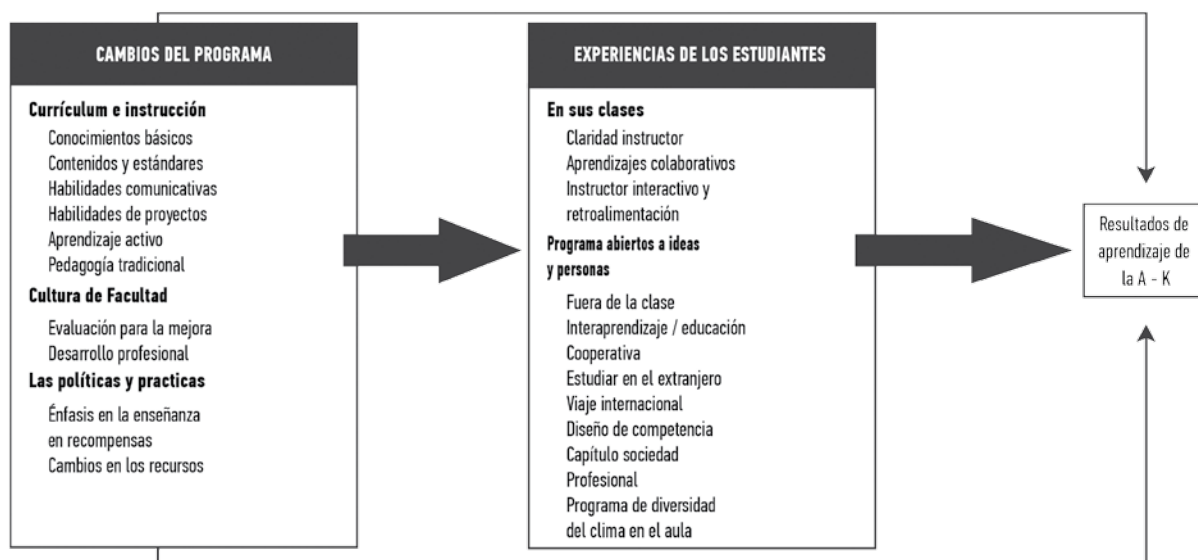 CAMBIOS DEL PROGRAMA
Currículum e instrucción
Conocimientos básicos
Contenidos y estándares
Habilidades comunicativas
Habilidades de proyectos
Aprendizaje activo
Pedagogía tradicional
Cultura de Facultad
Evaluación para la mejora
Desarrollo profesional
Las políticas y practicas
Énfasis en la enseñanza
en recompensas
Cambios en los recursos
EXPERIENCIAS DE LOS ESTUDIANTES
En sus clases
Claridad instructor
Aprendizajes colaborativos
Instructor interactivo y
retroalimentación
Programa abiertos a ideas
y personas
Fuera de la clase
Interaprendizaje / educación
Cooperativa
Estudiar en el extranjero
Viaje internacional
Diseño de competencia
Capítulo sociedad
Profesional
Programa de diversidad
del clima en el aula
Resultados de
aprendizaje de
la A - K